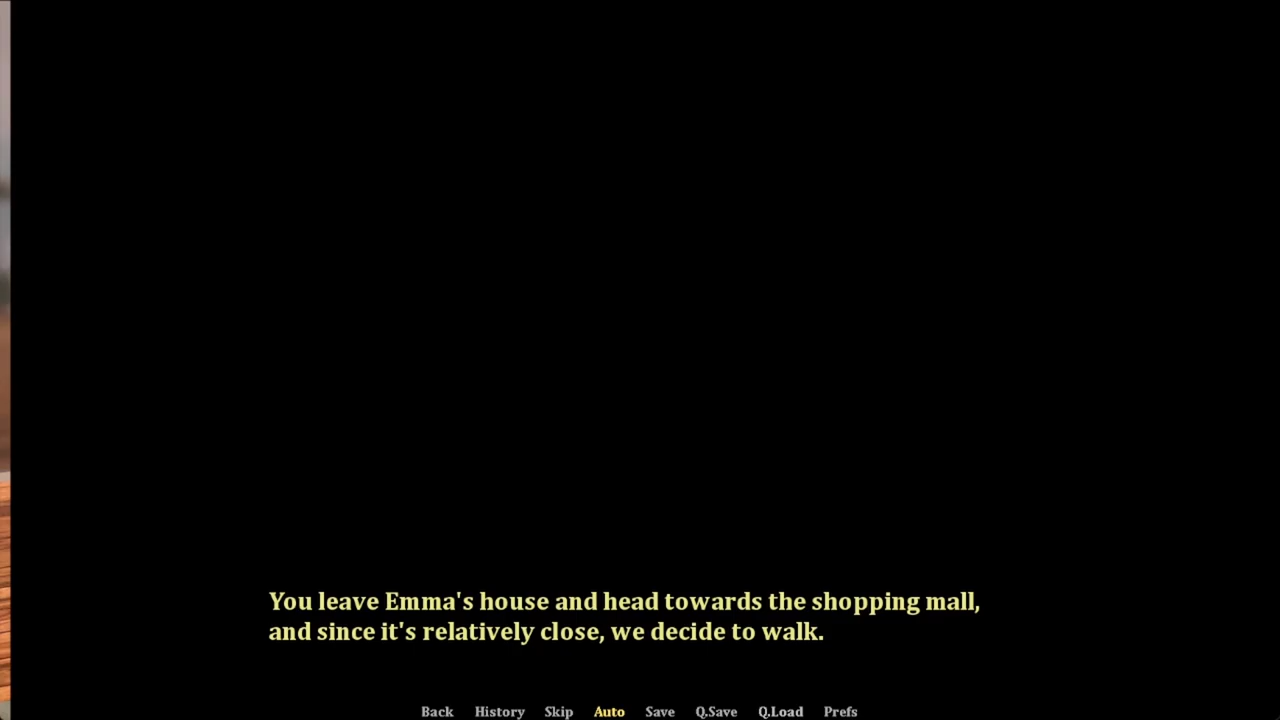 You leave Emma's house and head towards the shopping mall,
and since it's relatively close, we decide to walk.
Back History Skip Auto Save Q.Save Q.Load Prefs